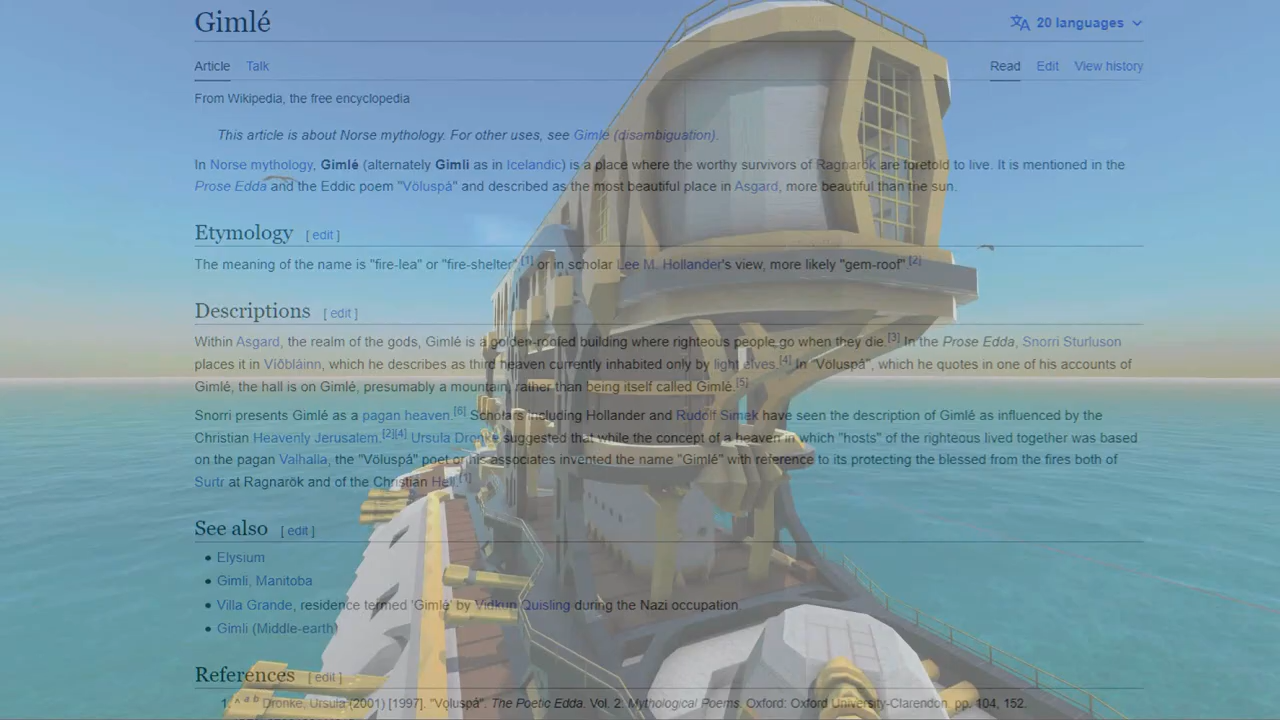 Gimlé
20 languages
Article Talk Read Edit View history
From Wikipedia, the free encyclopedia
This article is about Norse mythology. For other uses, see Gimle (disambiguation).
In Norse mythology, Gimlé (alternately Gimli as in Icelandic) is a place where the worthy survivors of Ragnarök are foretold to live. It is mentioned in the
Prose Edda and the Eddic poem "Völuspá" and described as the most beautiful place in Asgard, more beautiful than the sun.
Etymology [ edit ]
The meaning of the name is "fire-lea" or "fire-shelter",[1] or in scholar Lee M. Hollander's view, more likely "gem-roof".[2]
Descriptions [ edit ]
Within Asgard, the realm of the gods, Gimlé is a golden-roofed building where righteous people go when they die.[3] In the Prose Edda, Snorri Sturluson
places it in Víðbláinn, which he describes as third heaven currently inhabited only by light elves.[4] In "Völuspá", which he quotes in one of his accounts of
Gimlé, the hall is on Gimlé, presumably a mountain, rather than being itself called Gimlé.[5]
Snorri presents Gimlé as a pagan heaven.[6] Scholars including Hollander and Rudolf Simek have seen the description of Gimlé as influenced by the
Christian Heavenly Jerusalem.[2][4] Ursula Dronke suggested that while the concept of a heaven in which "hosts" of the righteous lived together was based
on the pagan Valhalla, the "Völuspá" poet or his associates invented the name "Gimlé" with reference to its protecting the blessed from the fires both of
Surtr at Ragnarök and of the Christian Hell.[1]
See also [ edit ]
• Elysium
• Gimli, Manitoba
• Villa Grande, residence termed 'Gimlé' by Vidkun Quisling during the Nazi occupation
• Gimli (Middle-earth)
References [ edit ]
1. ^ a b Dronke, Ursula (2001) [1997]. "Voluspá". The Poetic Edda. Vol. 2. Mythological Poems. Oxford: Oxford University-Clarendon. pp. 104, 152.